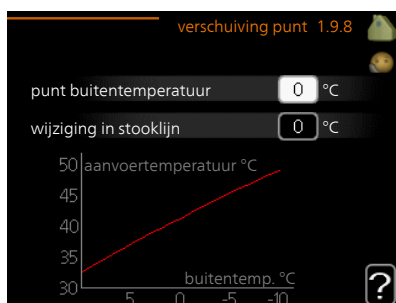 verschuiving punt 1.9.8
punt buitentemperatuur 0 °C
wijziging in stooklijn 0 °C
50 aanvoertemperatuur °C
45
40
35
buitentemp. °C
30
5 0 -5 -10
?